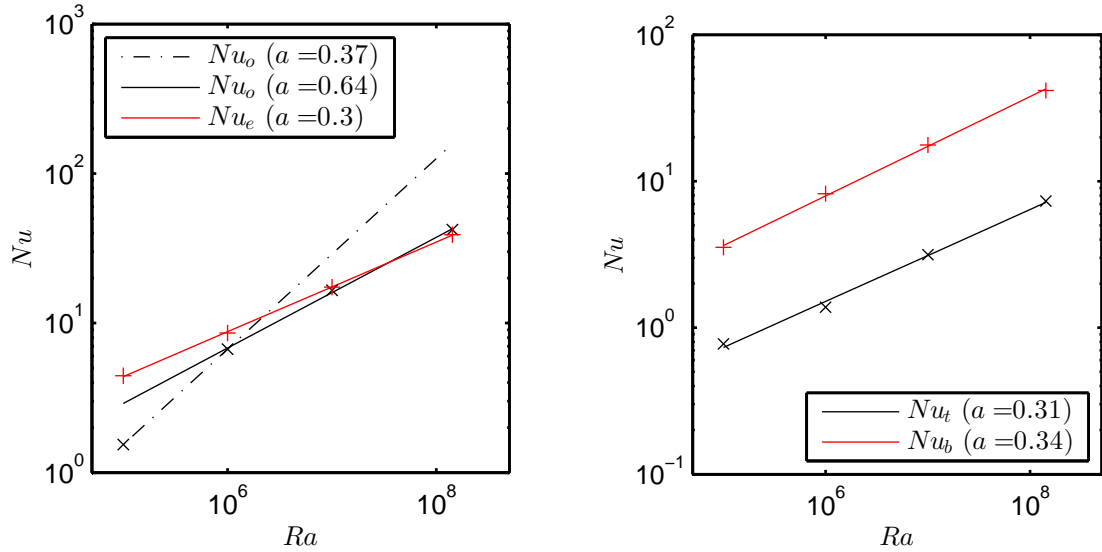 10^3
10^2
10^1
10^0
Nu
Nu_o (a =0.37)
Nu_o (a =0.64)
Nu_e (a =0.3)
10^6
10^8
Ra
10^2
10^1
10^0
10^−1
Nu
Nu_t (a =0.31)
Nu_b (a =0.34)
10^6
10^8
Ra